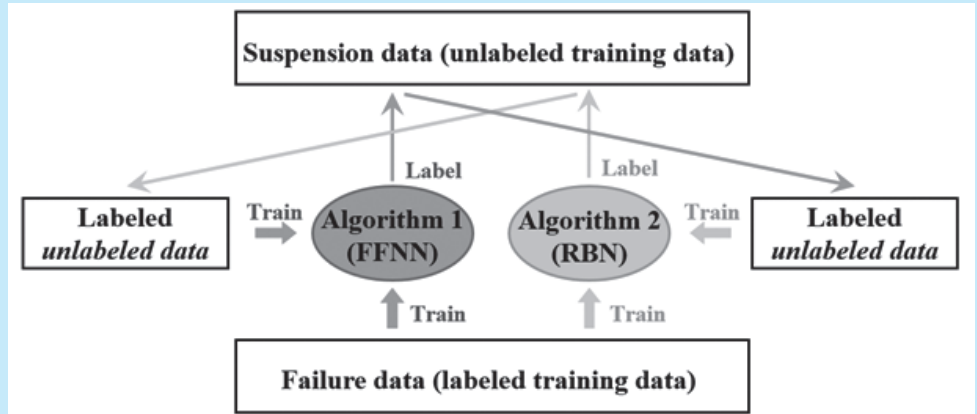 Suspension data (unlabeled training data)
Label
Label
Labeled
unlabeled data
Train
Algorithm 1
(FFNN)
Algorithm 2
(RBN)
Train
Labeled
unlabeled data
Train
Train
Failure data (labeled training data)